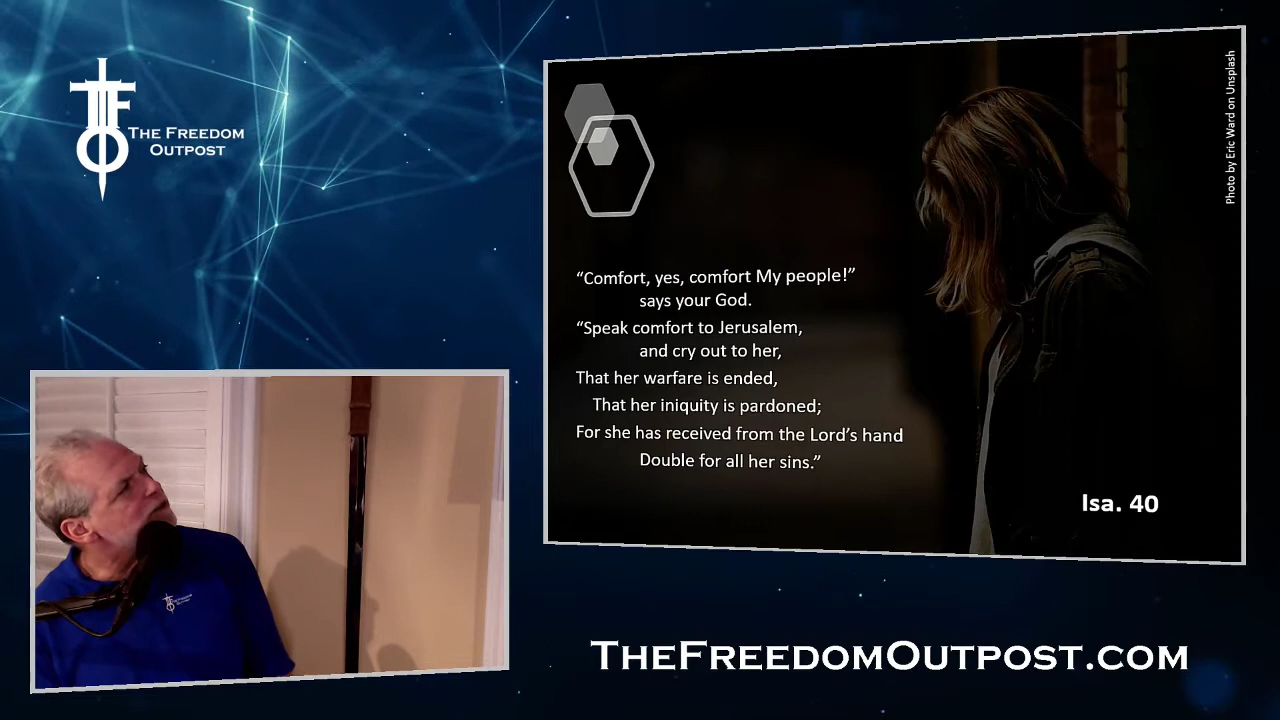 The Freedom
Outpost
“Comfort, yes, comfort My people!”
says your God.
“Speak comfort to Jerusalem,
and cry out to her,
That her warfare is ended,
That her iniquity is pardoned;
For she has received from the Lord’s hand
Double for all her sins.”
Isa. 40
Photo by Eric Ward on Unsplash
TheFreedomOutpost.com